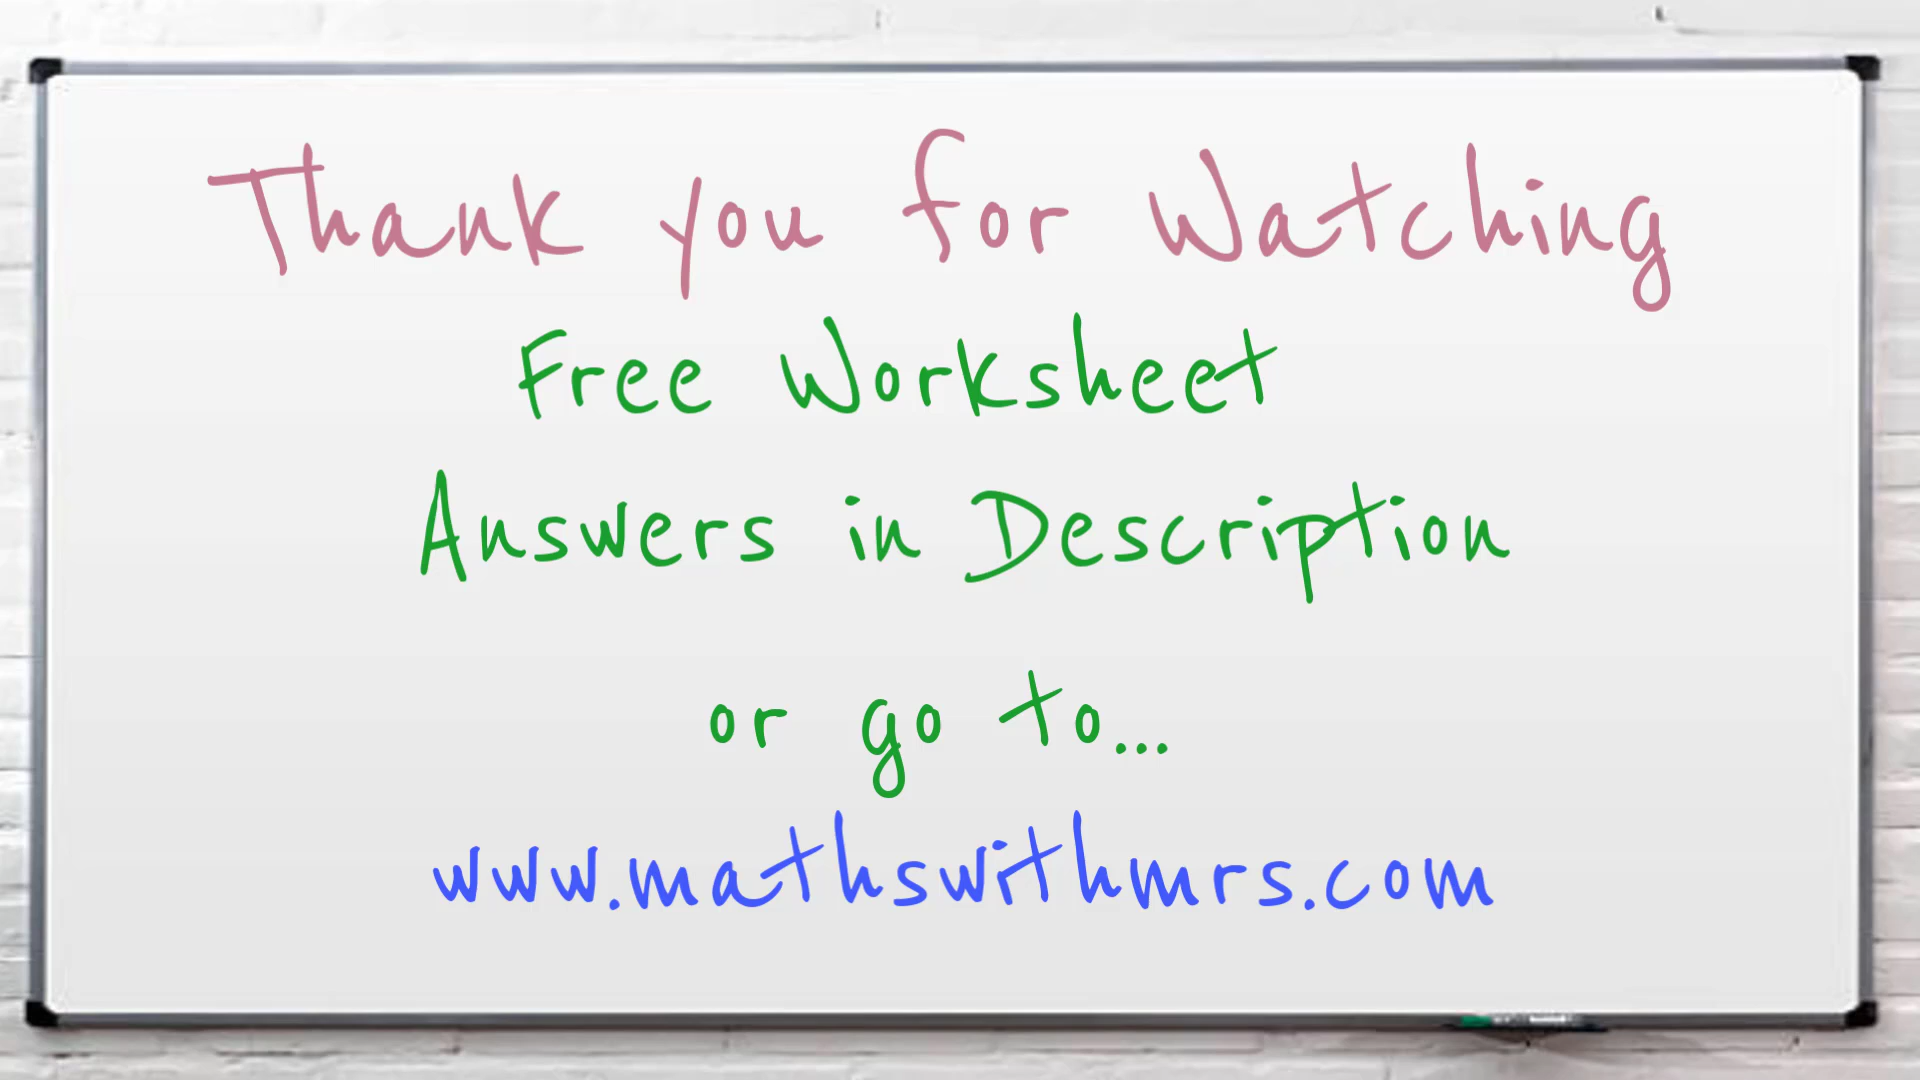 Thank you for Watching
Free Worksheet
Answers in Description
or go to...
www.mathswithmrs.com